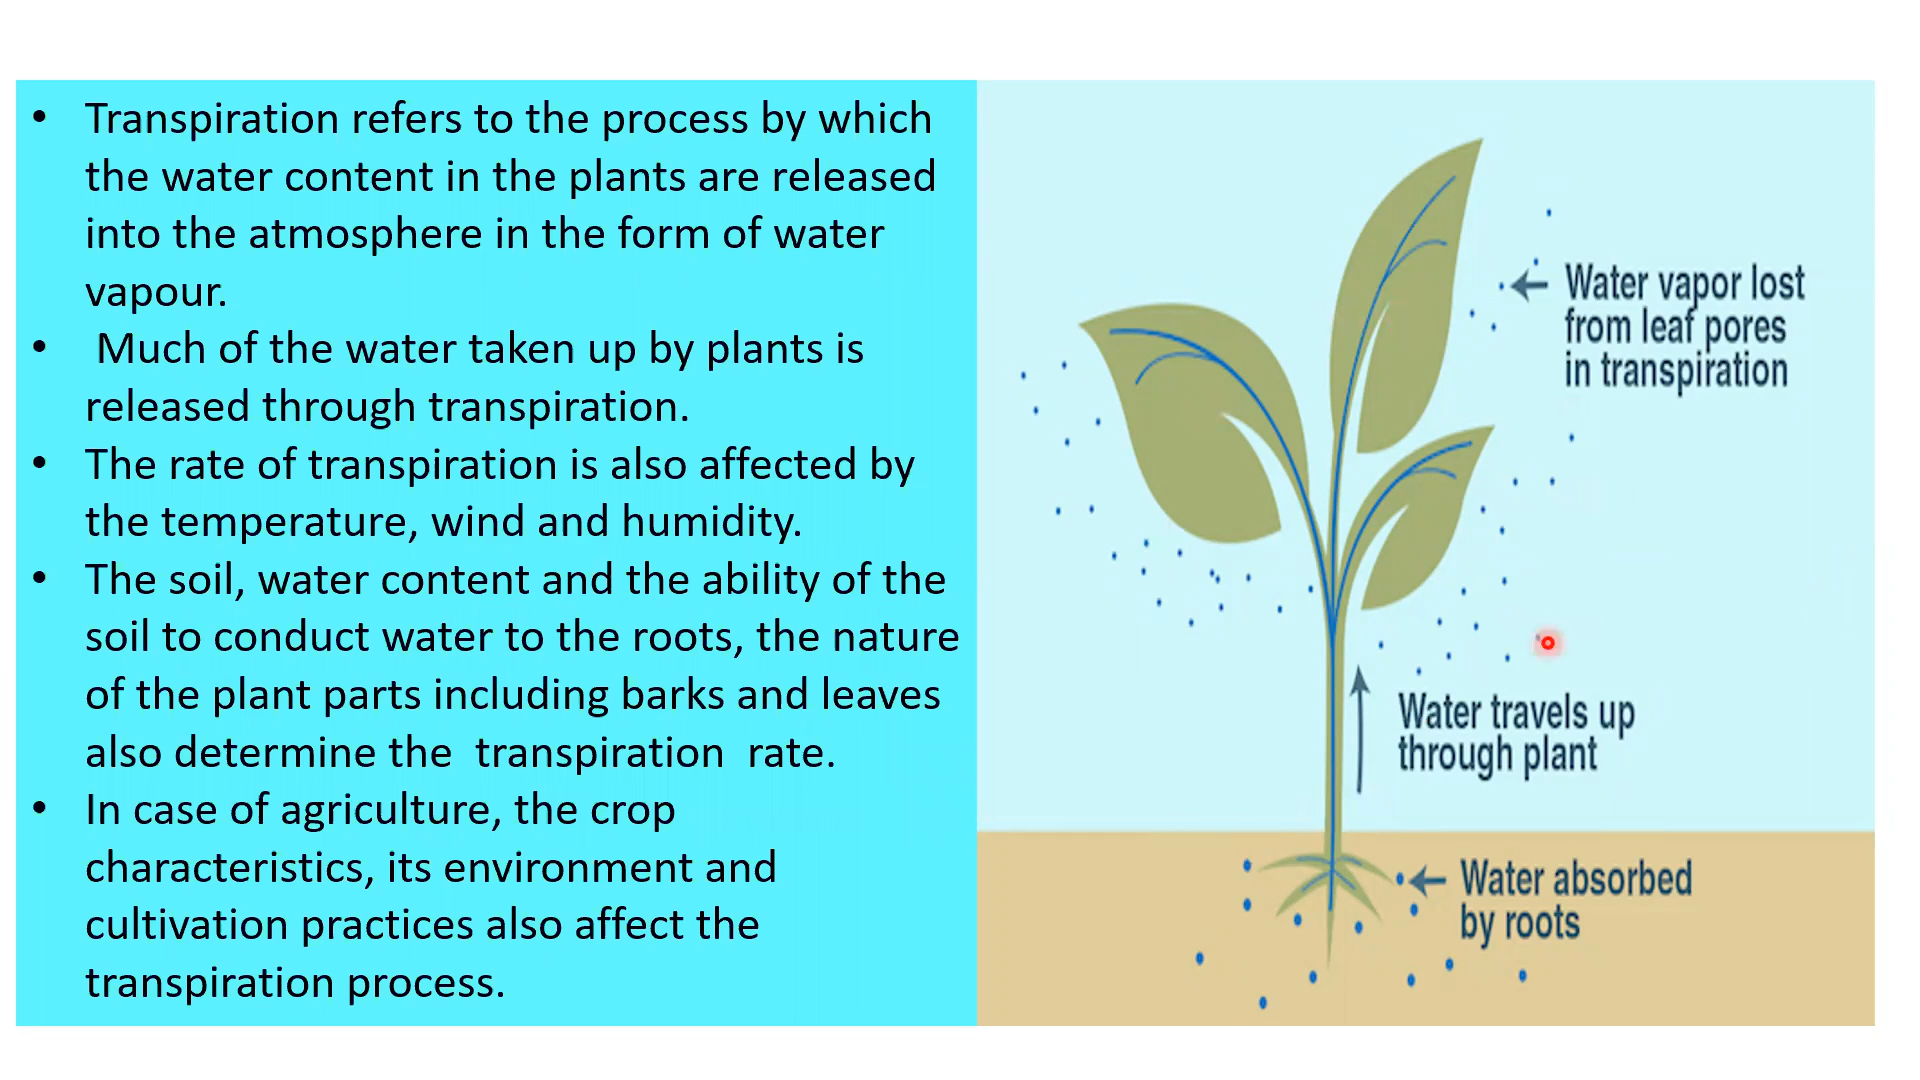 • Transpiration refers to the process by which
the water content in the plants are released
into the atmosphere in the form of water
vapour.
• Much of the water taken up by plants is
released through transpiration.
• The rate of transpiration is also affected by
the temperature, wind and humidity.
• The soil, water content and the ability of the
soil to conduct water to the roots, the nature
of the plant parts including barks and leaves
also determine the transpiration rate.
• In case of agriculture, the crop
characteristics, its environment and
cultivation practices also affect the
transpiration process.
Water vapor lost
from leaf pores
in transpiration
Water travels up
through plant
Water absorbed
by roots